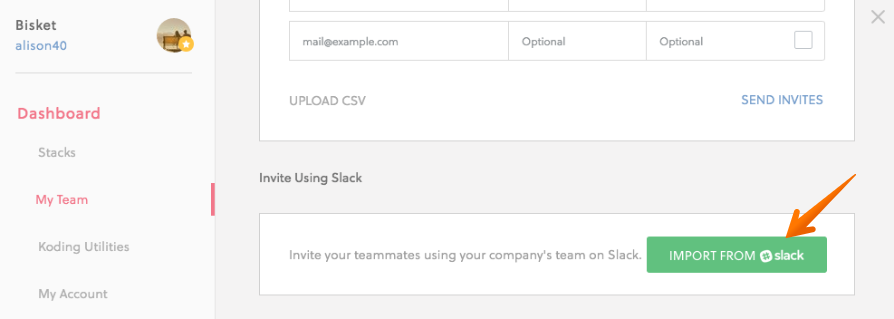 Bisket
alison40
Dashboard
Stacks
My Team
Koding Utilities
My Account
mail@example.com Optional Optional
UPLOAD CSV SEND INVITES
Invite Using Slack
Invite your teammates using your company's team on Slack. IMPORT FROM slack